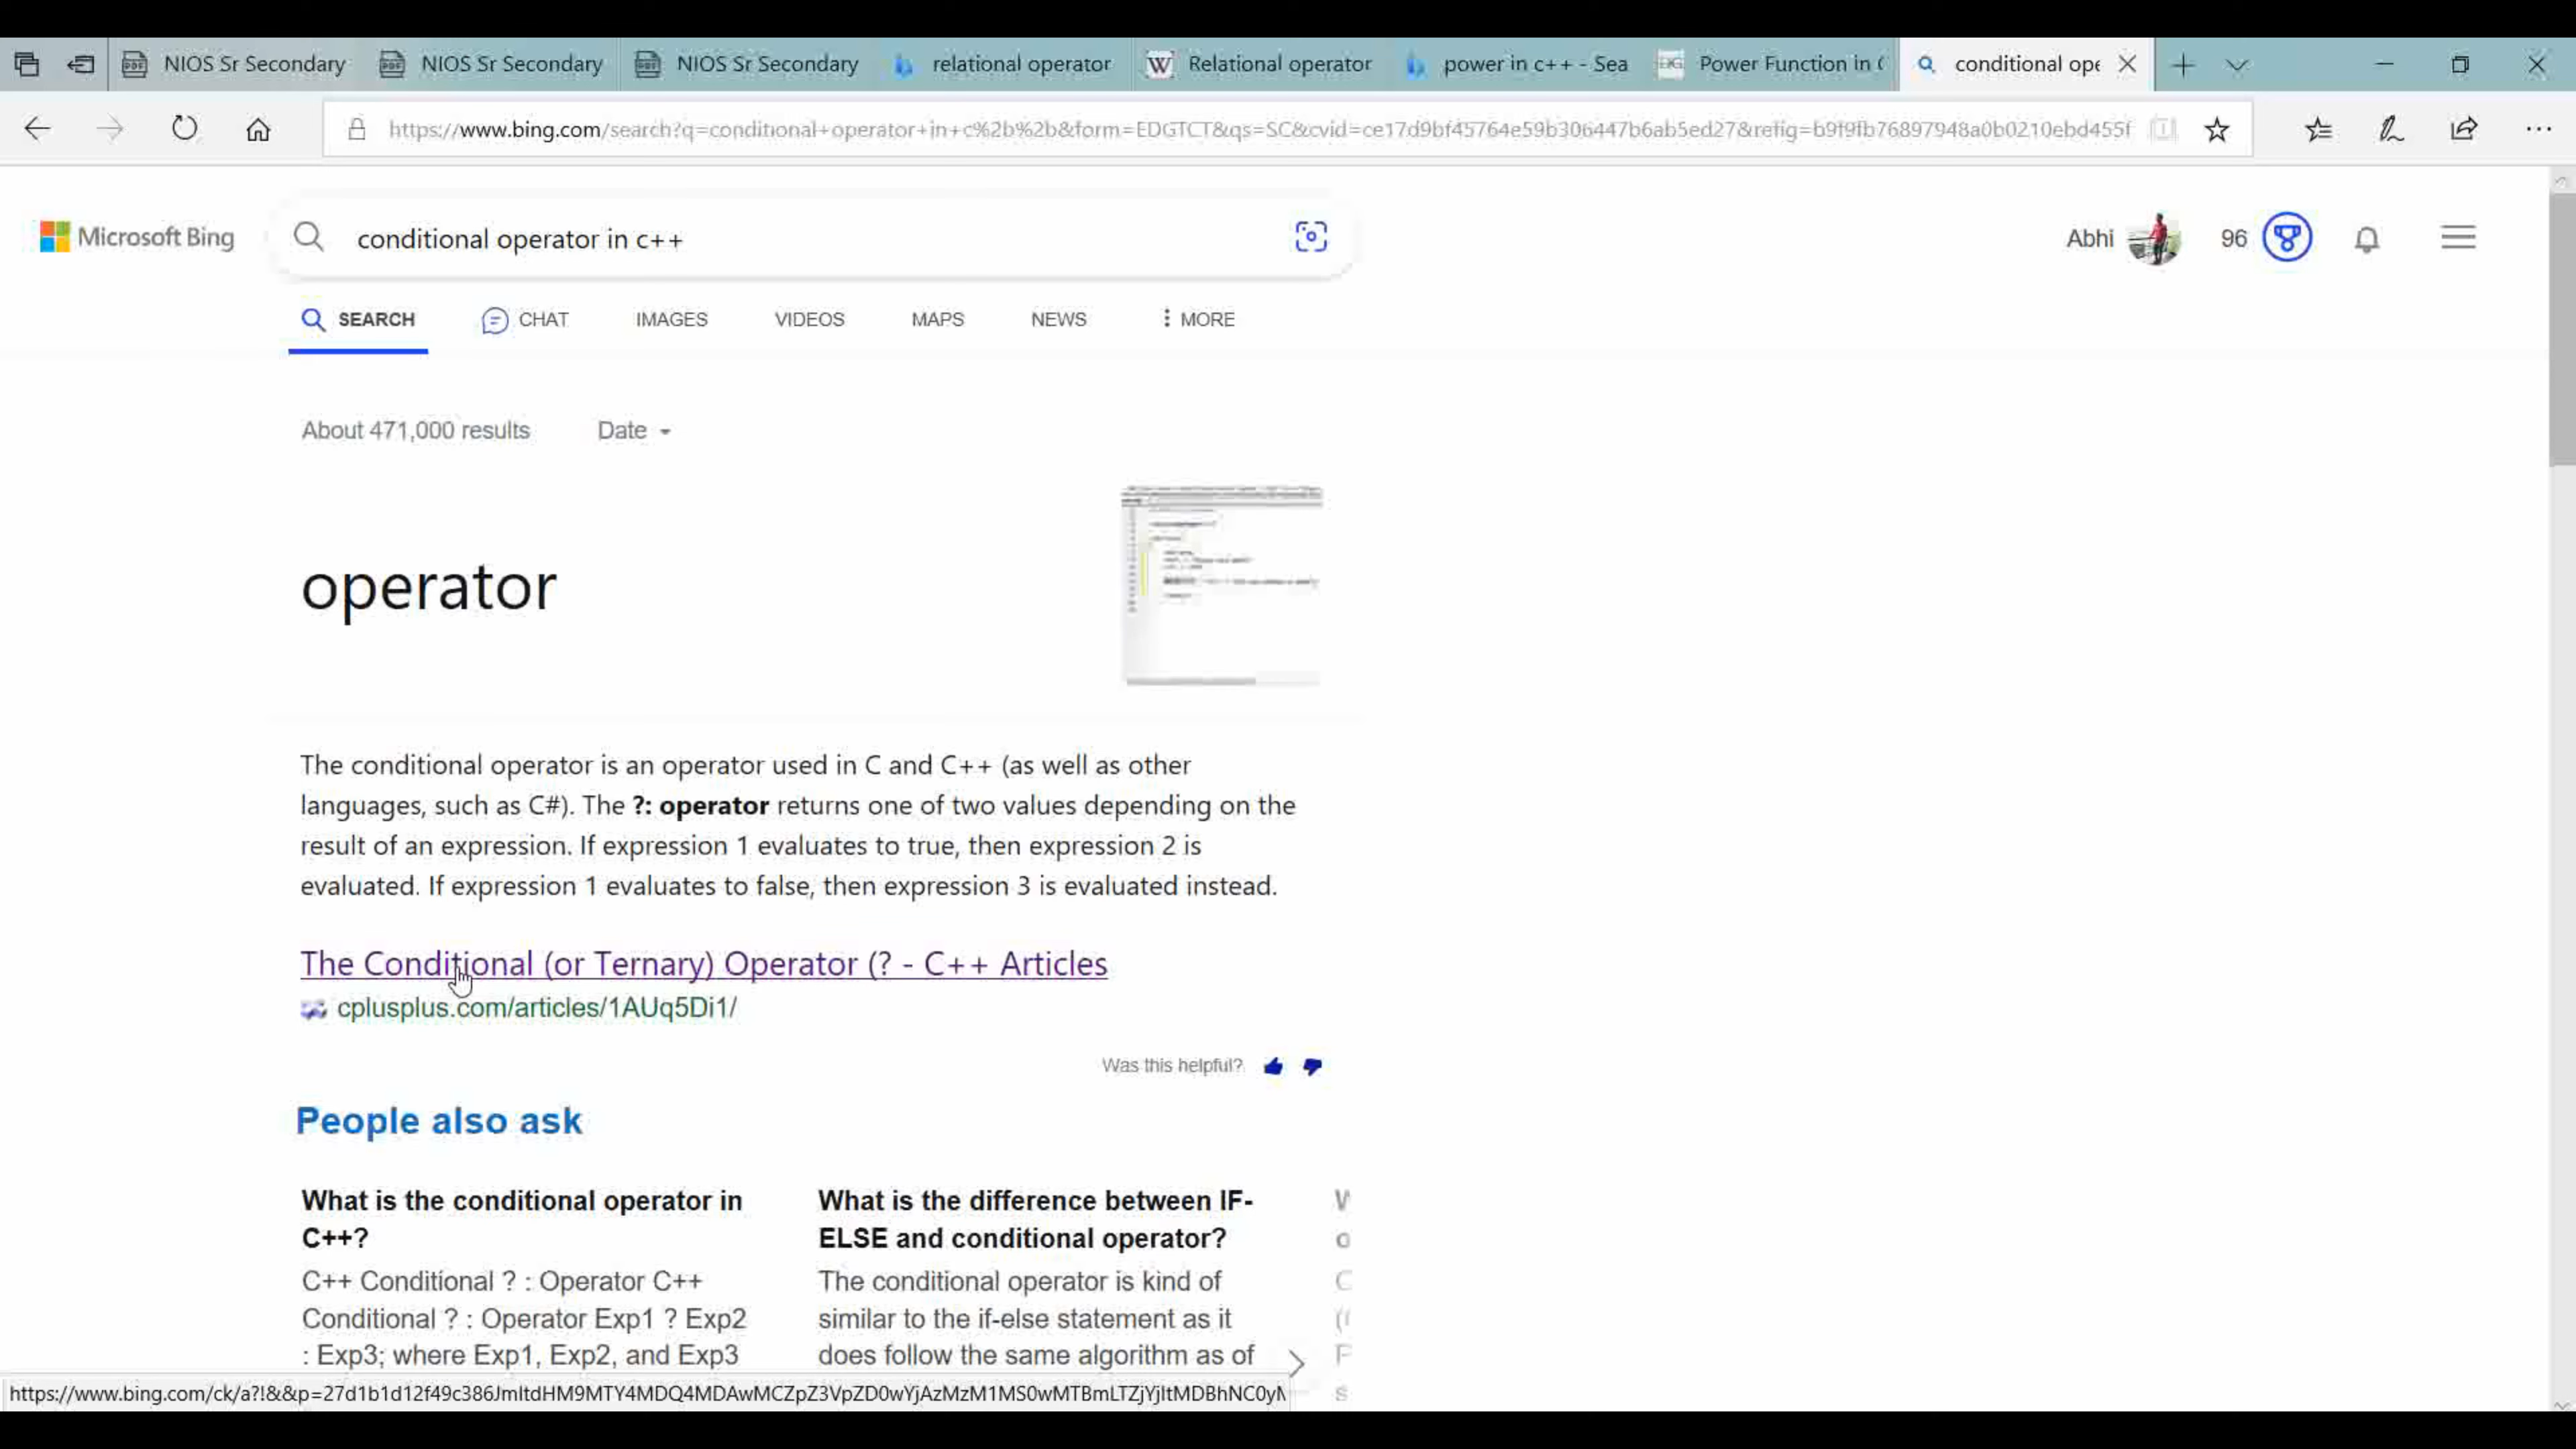 NIOS Sr Secondary
NIOS Sr Secondary
NIOS Sr Secondary
relational operator
Relational operator
power in c++ - Sea
Power Function in
conditional ope
https://www.bing.com/search?q=conditional+operator+in+c%2b%2b&form=EDGTCT&qs=SC&cvid=ce17d9bf45764e59b306447b6ab5ed27&refig=b9f9fb76897948a0b0210ebd455f
Microsoft Bing
conditional operator in c++
Abhi
96
SEARCH
CHAT
IMAGES
VIDEOS
MAPS
NEWS
MORE
About 471,000 results
Date
operator
The conditional operator is an operator used in C and C++ (as well as other
languages, such as C#). The ?: operator returns one of two values depending on the
result of an expression. If expression 1 evaluates to true, then expression 2 is
evaluated. If expression 1 evaluates to false, then expression 3 is evaluated instead.
The Conditional (or Ternary) Operator (? - C++ Articles
cplusplus.com/articles/1AUq5Di1/
Was this helpful?
People also ask
What is the conditional operator in
C++?
C++ Conditional ? : Operator C++
Conditional ? : Operator Exp1 ? Exp2
: Exp3; where Exp1, Exp2, and Exp3
What is the difference between IF-
ELSE and conditional operator?
The conditional operator is kind of
similar to the if-else statement as it
does follow the same algorithm as of